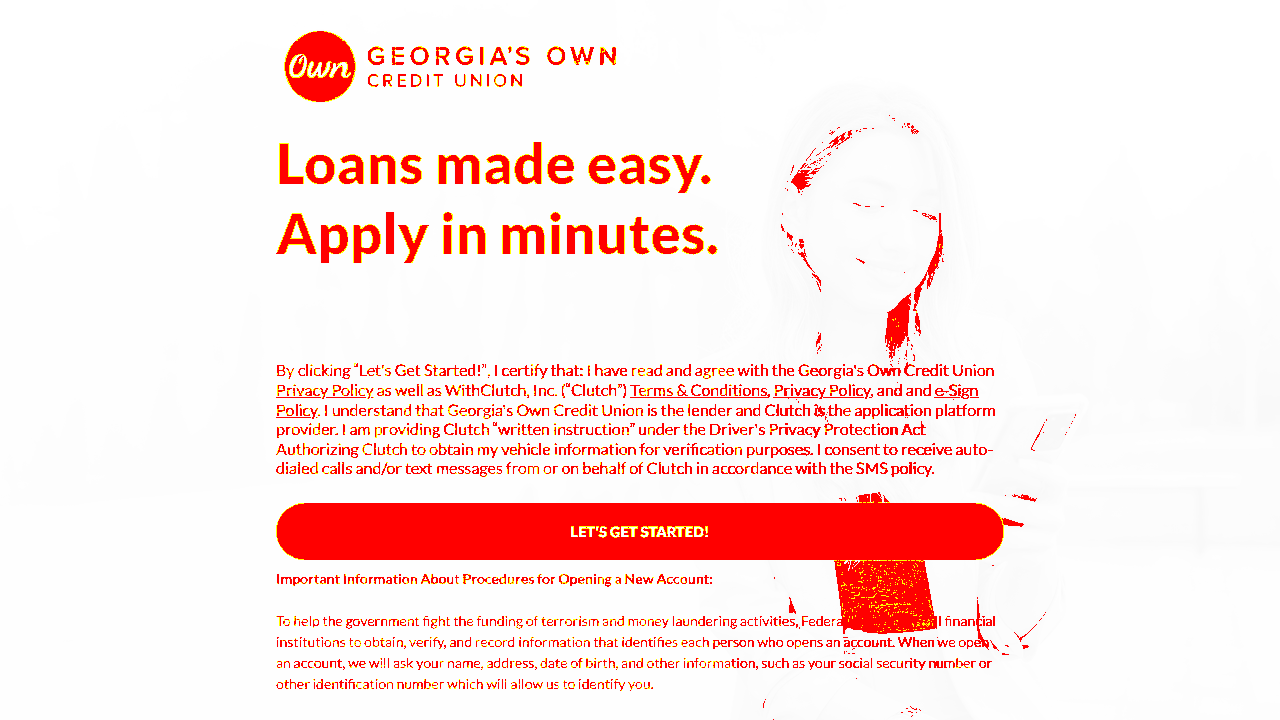 Own GEORGIA'S OWN
CREDIT UNION
Loans made easy.
Apply in minutes.
By clicking “Let's Get Started!”, I certify that: I have read and agree with the Georgia's Own Credit Union
Privacy Policy as well as WithClutch, Inc. (“Clutch”) Terms & Conditions, Privacy Policy, and and e-Sign
Policy. I understand that Georgia's Own Credit Union is the lender and Clutch is the application platform
provider. I am providing Clutch “written instruction” under the Driver's Privacy Protection Act
Authorizing Clutch to obtain my vehicle information for verification purposes. I consent to receive auto-
dialed calls and/or text messages from or on behalf of Clutch in accordance with the SMS policy.
LET'S GET STARTED!
Important Information About Procedures for Opening a New Account:
To help the government fight the funding of terrorism and money laundering activities, financial
institutions to obtain, verify, and record information that identifies each person who opens an account. When we open
an account, we will ask your name, address, date of birth, and other information, such as your social security number or
other identification number which will allow us to identify you.